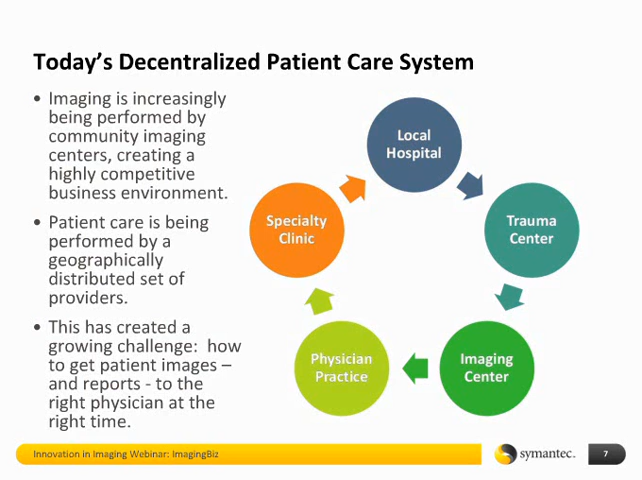 Today's Decentralized Patient Care System
• Imaging is increasingly
being performed by
community imaging
centers, creating a
highly competitive
business environment.
• Patient care is being
performed by a
geographically
distributed set of
providers.
• This has created a
growing challenge:  how
to get patient images –
and reports - to the
right physician at the
right time.
Local
Hospital
Trauma
Center
Imaging
Center
Physician
Practice
Specialty
Clinic
Innovation in Imaging Webinar: ImagingBiz
symantec.
7